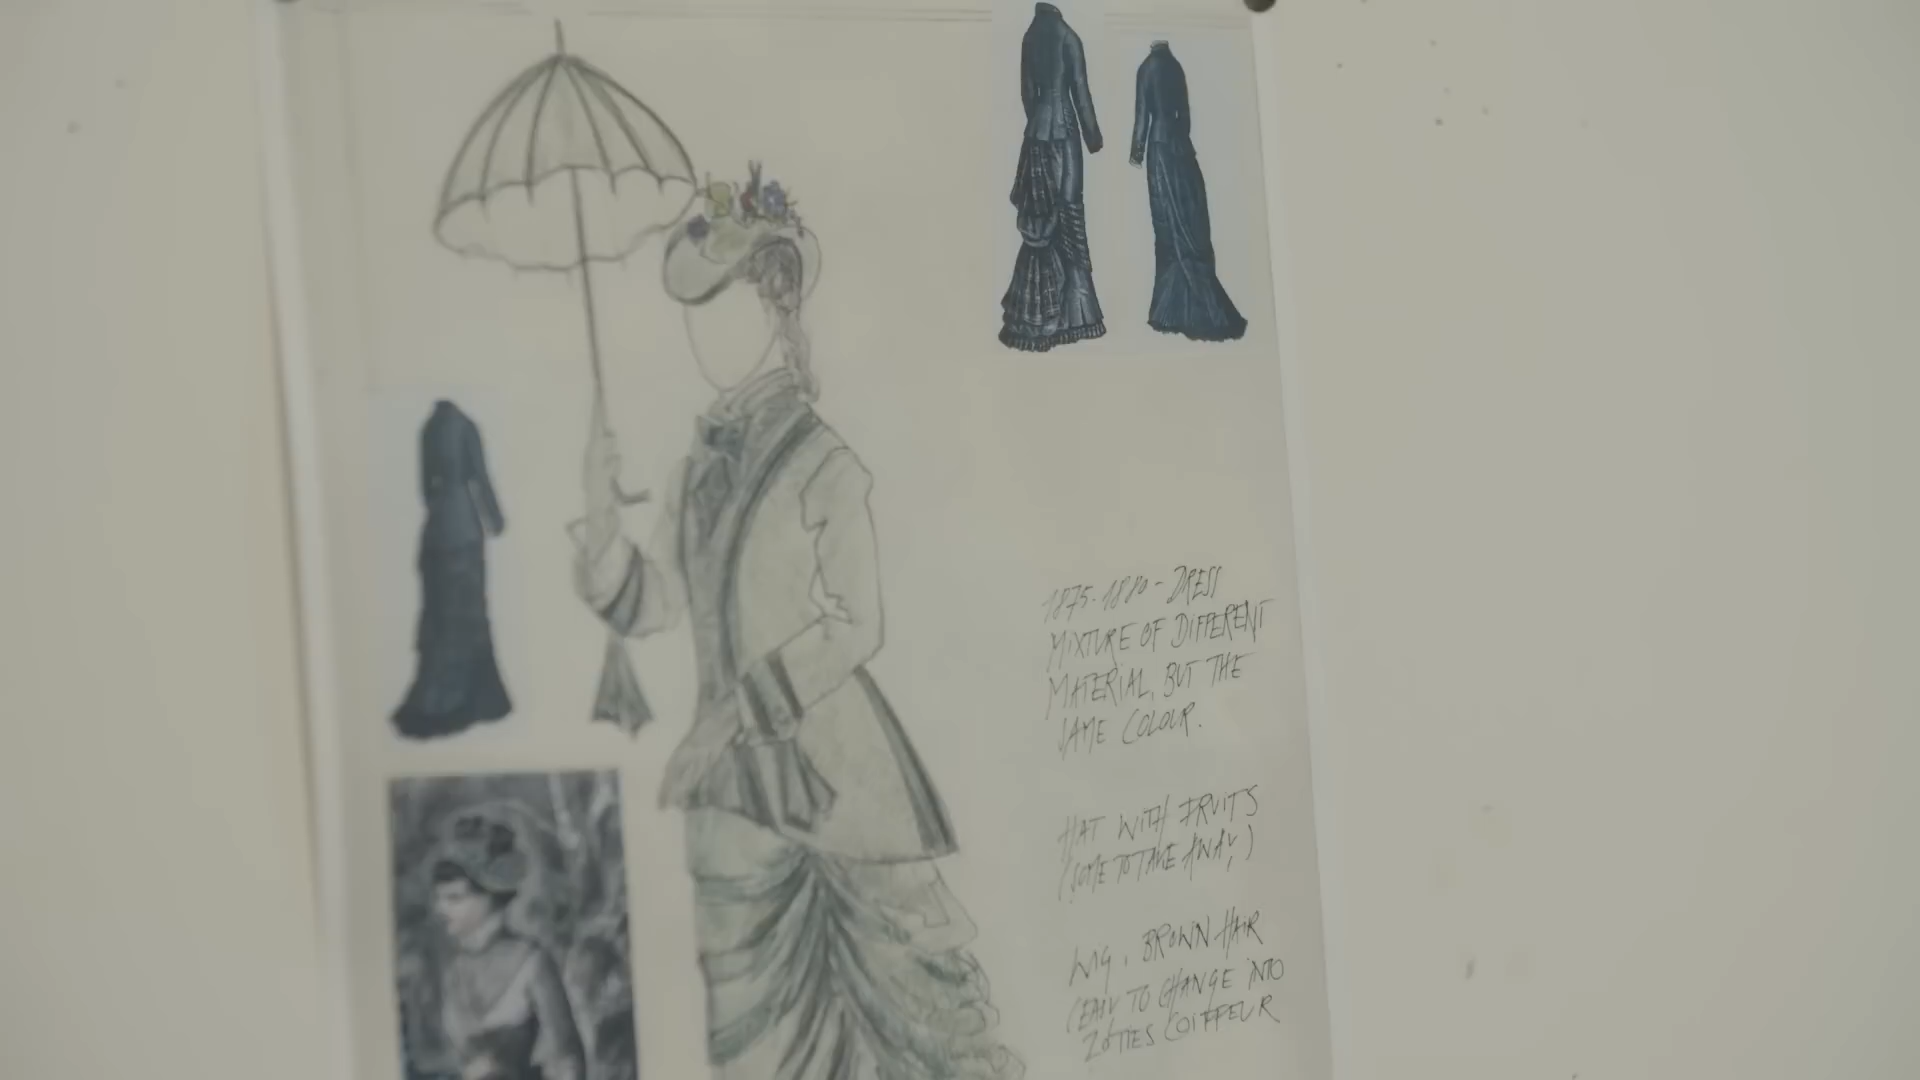 1875-1880 - DRESS
MIXTURE OF DIFFERENT
MATERIAL, BUT THE
SAME COLOUR.
HAT WITH FRUITS
(SOME TO TAKE AWAY)
WIG, BROWN HAIR
(EASY TO CHANGE INTO
20TIES COIFFEUR